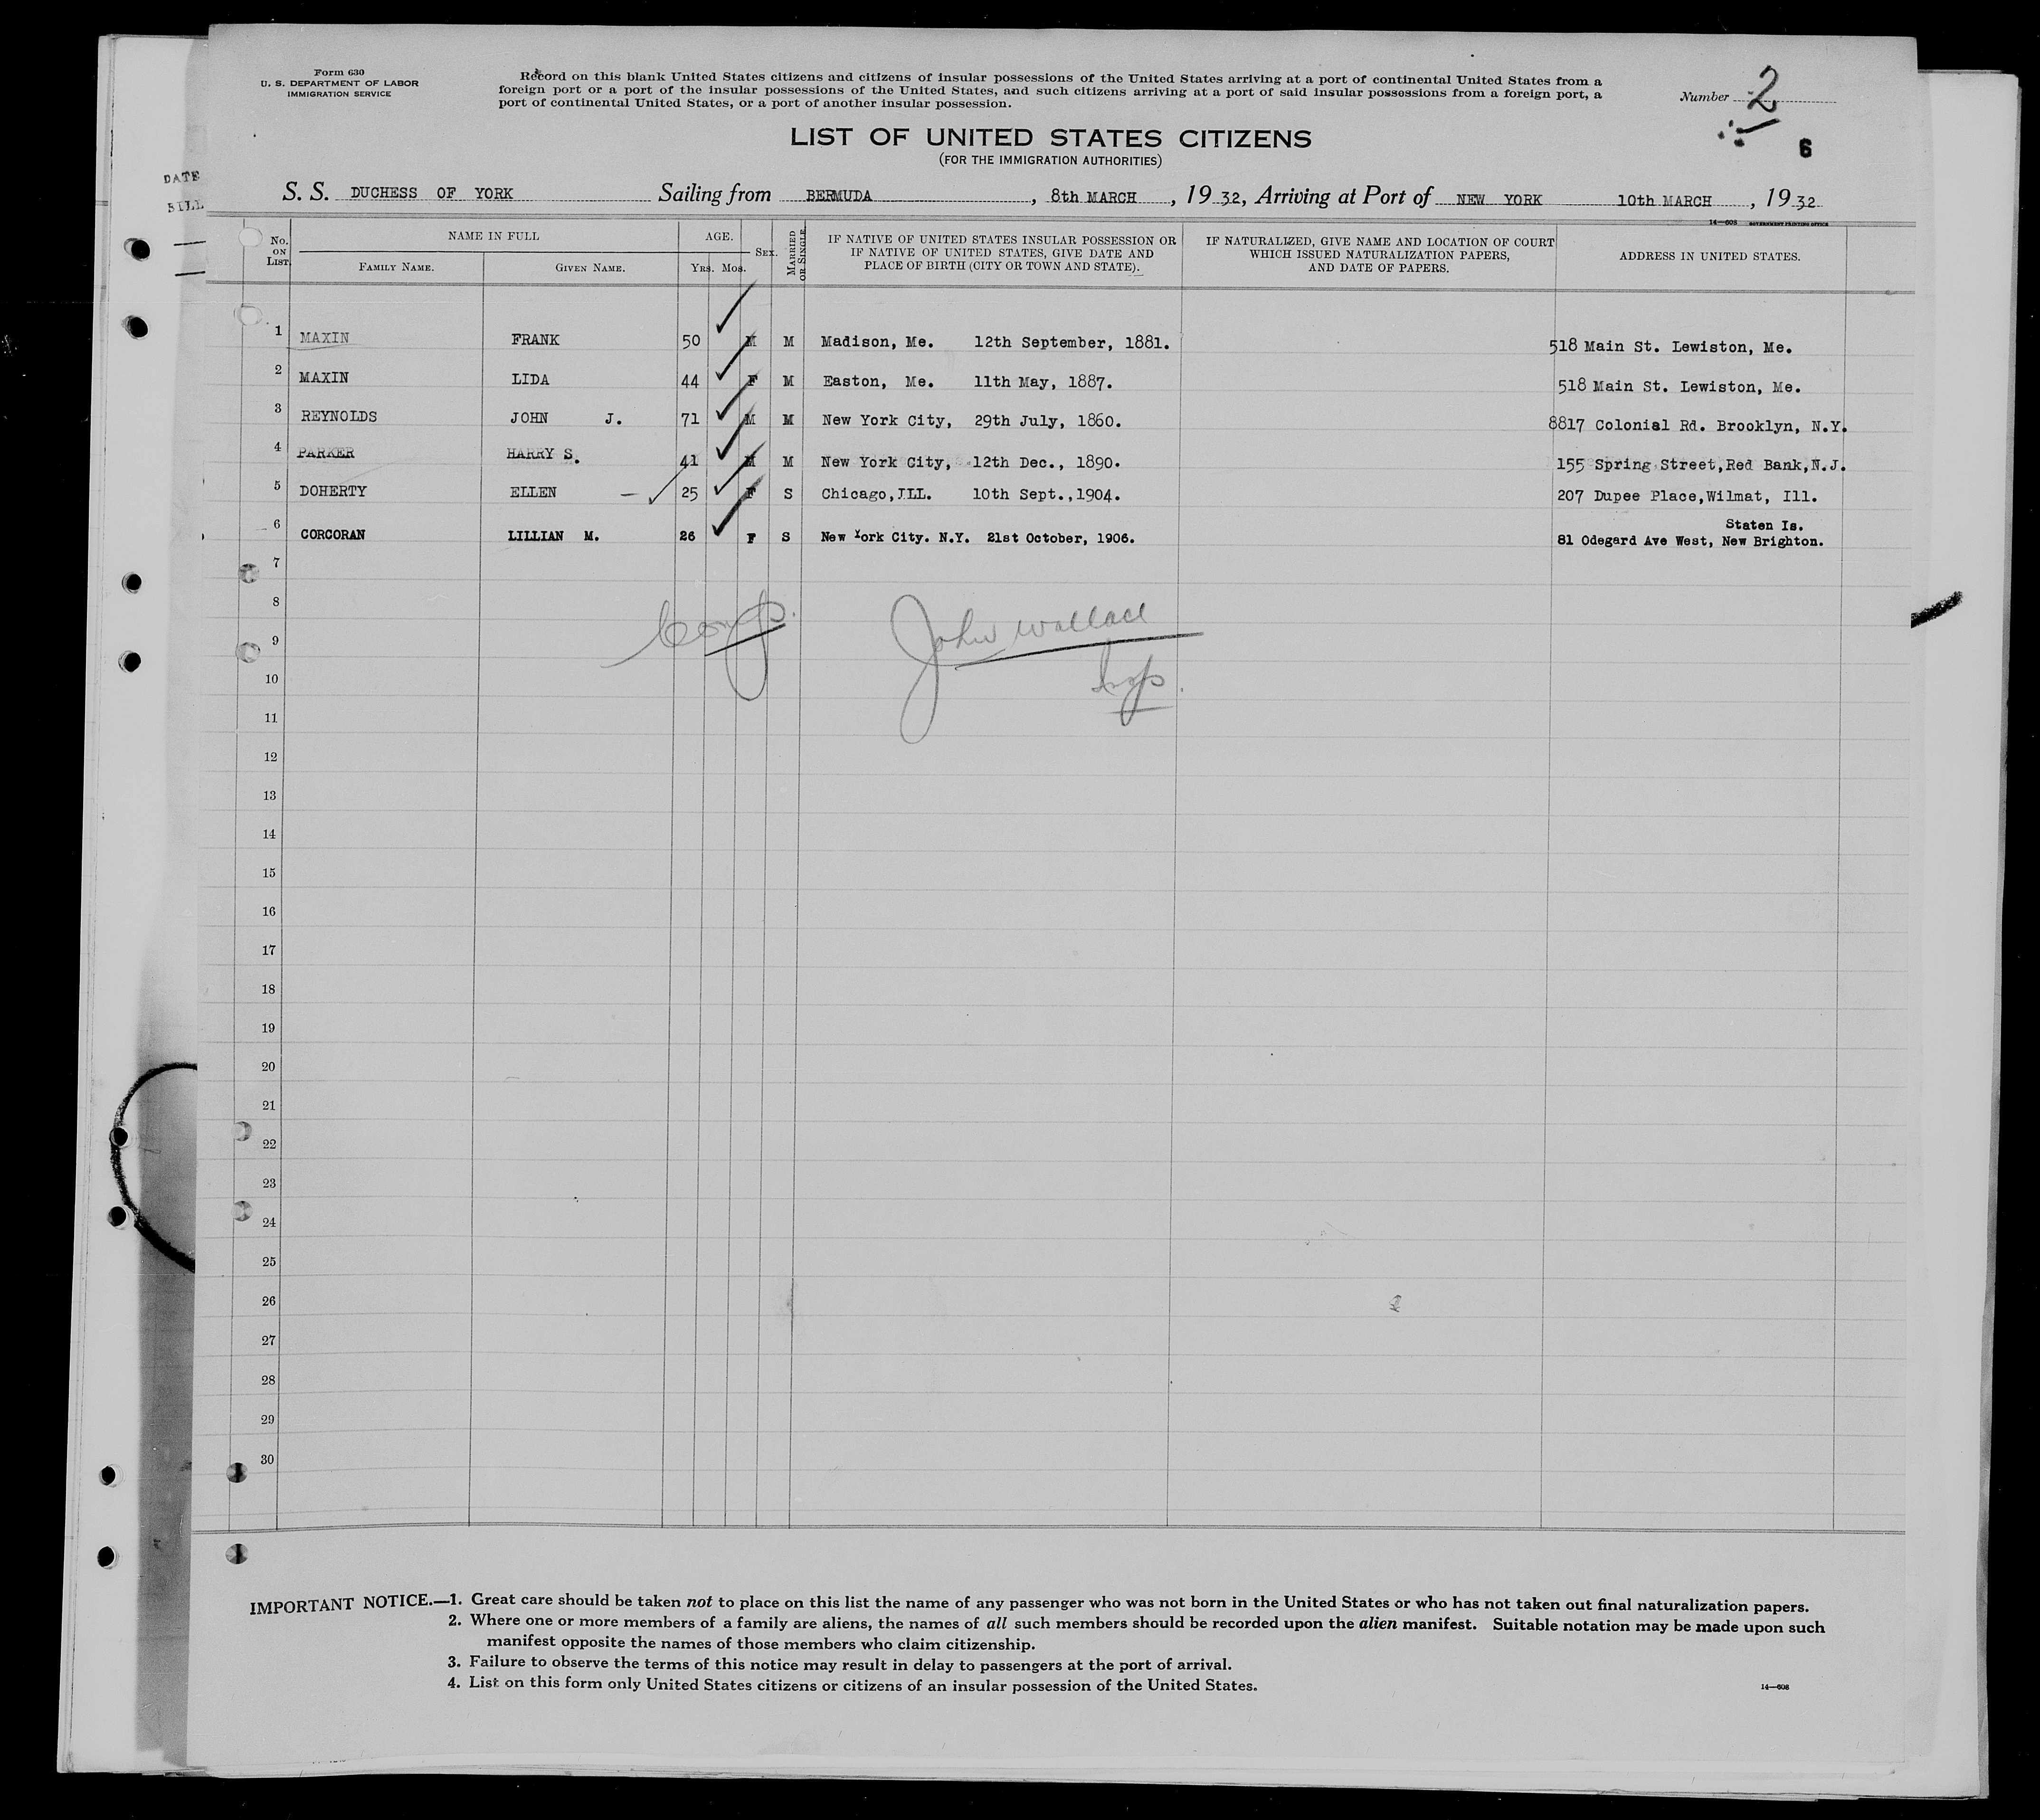 Form 630
U. S. DEPARTMENT OF LABOR
IMMIGRATION SERVICE
Record on this blank United States citizens and citizens of insular possessions of the United States arriving at a port of continental United States from a
foreign port or a port of the insular possessions of the United States, and such citizens arriving at a port of said insular possessions from a foreign port, a
port of continental United States, or a port of another insular possession.
Number 2
6
LIST OF UNITED STATES CITIZENS
(FOR THE IMMIGRATION AUTHORITIES)
DATE
S. S. DUCHESS OF YORK Sailing from BERMUDA, 8th MARCH, 1932, Arriving at Port of NEW YORK 10th MARCH, 1932
14—608 GOVERNMENT PRINTING OFFICE
No. ON LIST. NAME IN FULL FAMILY NAME. GIVEN NAME. AGE. YRS. MOS. SEX. MARRIED OR SINGLE. IF NATIVE OF UNITED STATES INSULAR POSSESSION OR IF NATIVE OF UNITED STATES, GIVE DATE AND PLACE OF BIRTH (CITY OR TOWN AND STATE). IF NATURALIZED, GIVE NAME AND LOCATION OF COURT WHICH ISSUED NATURALIZATION PAPERS, AND DATE OF PAPERS. ADDRESS IN UNITED STATES.
1 MAXIN FRANK 50 M M Madison, Me. 12th September, 1881. 518 Main St. Lewiston, Me.
2 MAXIN LIDA 44 F M Easton, Me. 11th May, 1887. 518 Main St. Lewiston, Me.
3 REYNOLDS JOHN J. 71 M M New York City, 29th July, 1860. 8817 Colonial Rd. Brooklyn, N.Y.
4 PARKER HARRY S. 41 M M New York City, 12th Dec., 1890. 155 Spring Street,Red Bank,N.J.
5 DOHERTY ELLEN — 25 F S Chicago,ILL. 10th Sept.,1904. 207 Dupee Place,Wilmat, Ill.
Staten Is.
6 CORCORAN LILLIAN M. 26 F S New York City. N.Y. 21st October, 1906. 81 Odegard Ave West, New Brighton.
7
8
John Wallace
9
Insp.
10
11
12
13
14
15
16
17
18
19
20
21
22
23
24
25
26
27
28
29
30
IMPORTANT NOTICE.—1. Great care should be taken not to place on this list the name of any passenger who was not born in the United States or who has not taken out final naturalization papers.
2. Where one or more members of a family are aliens, the names of all such members should be recorded upon the alien manifest. Suitable notation may be made upon such
manifest opposite the names of those members who claim citizenship.
3. Failure to observe the terms of this notice may result in delay to passengers at the port of arrival.
4. List on this form only United States citizens or citizens of an insular possession of the United States.
14—608